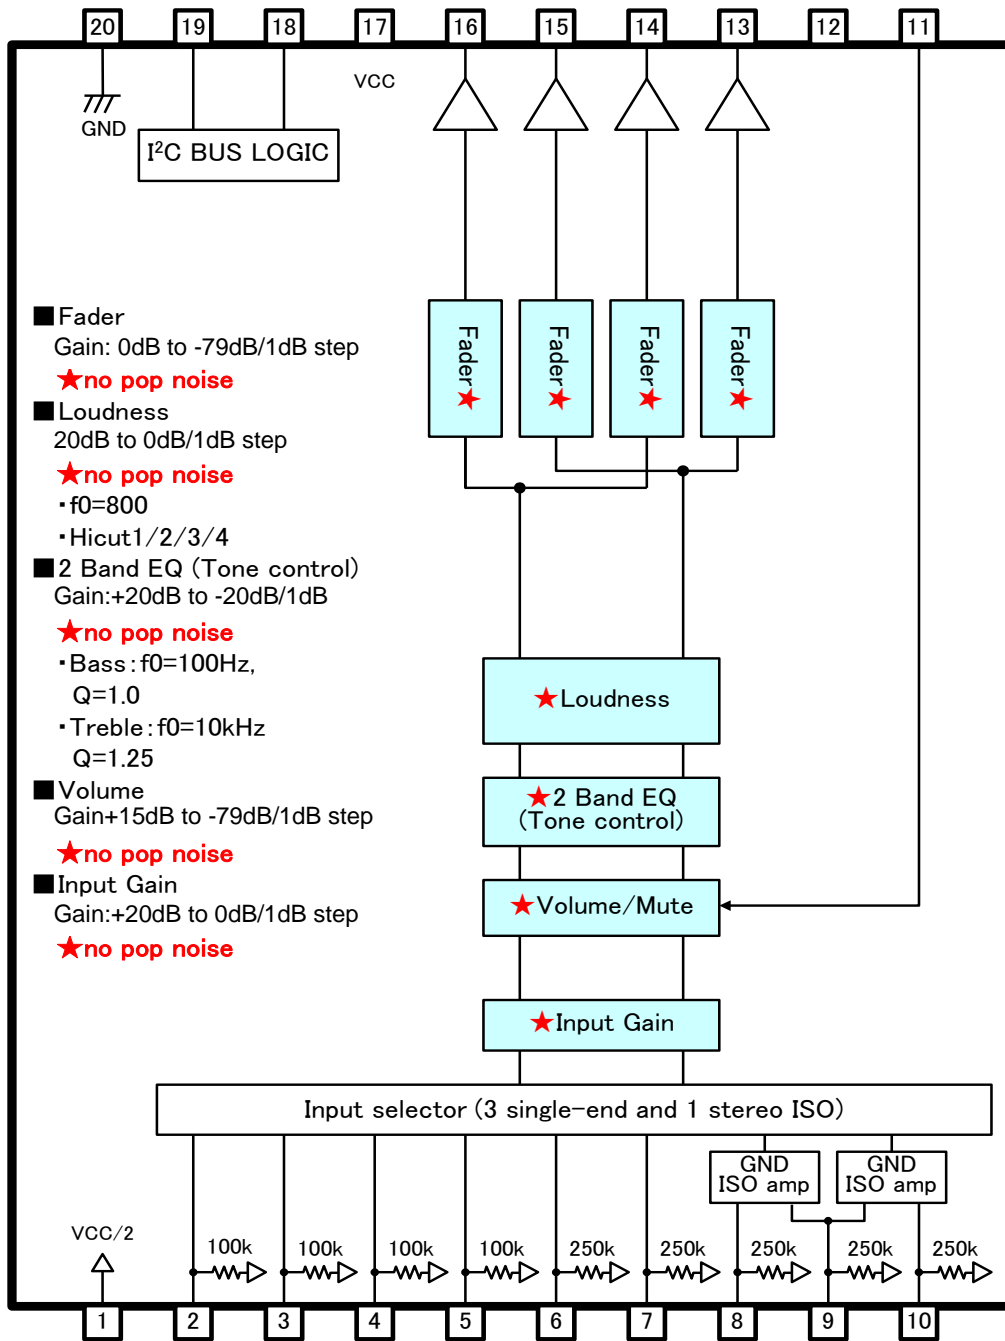 20 19 18 17 16 15 14 13 12 11
VCC
GND
I²C BUS LOGIC
■Fader
Gain: 0dB to -79dB/1dB step
★no pop noise
■Loudness
20dB to 0dB/1dB step
★no pop noise
・f0=800
・Hicut1/2/3/4
■2 Band EQ (Tone control)
Gain:+20dB to -20dB/1dB
★no pop noise
・Bass:f0=100Hz,
Q=1.0
・Treble:f0=10kHz
Q=1.25
■Volume
Gain+15dB to -79dB/1dB step
★no pop noise
■Input Gain
Gain:+20dB to 0dB/1dB step
★no pop noise
Fader★
Fader★
Fader★
Fader★
★Loudness
★2 Band EQ
(Tone control)
★Volume/Mute
★Input Gain
Input selector (3 single-end and 1 stereo ISO)
GND
ISO amp
GND
ISO amp
VCC/2
100k 100k 100k 100k 250k 250k 250k 250k 250k
1 2 3 4 5 6 7 8 9 10